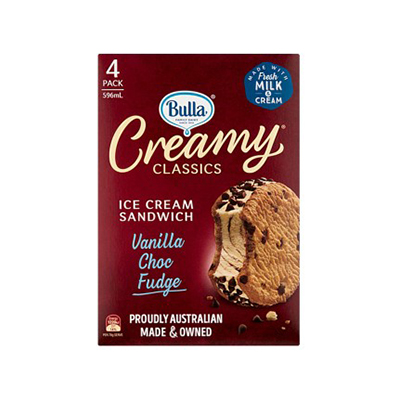 4
PACK
596mL
MADE WITH
Fresh
MILK
&
CREAM
Bulla
Creamy
CLASSICS
ICE CREAM
SANDWICH
Vanilla
Choc
Fudge
PROUDLY AUSTRALIAN
MADE & OWNED